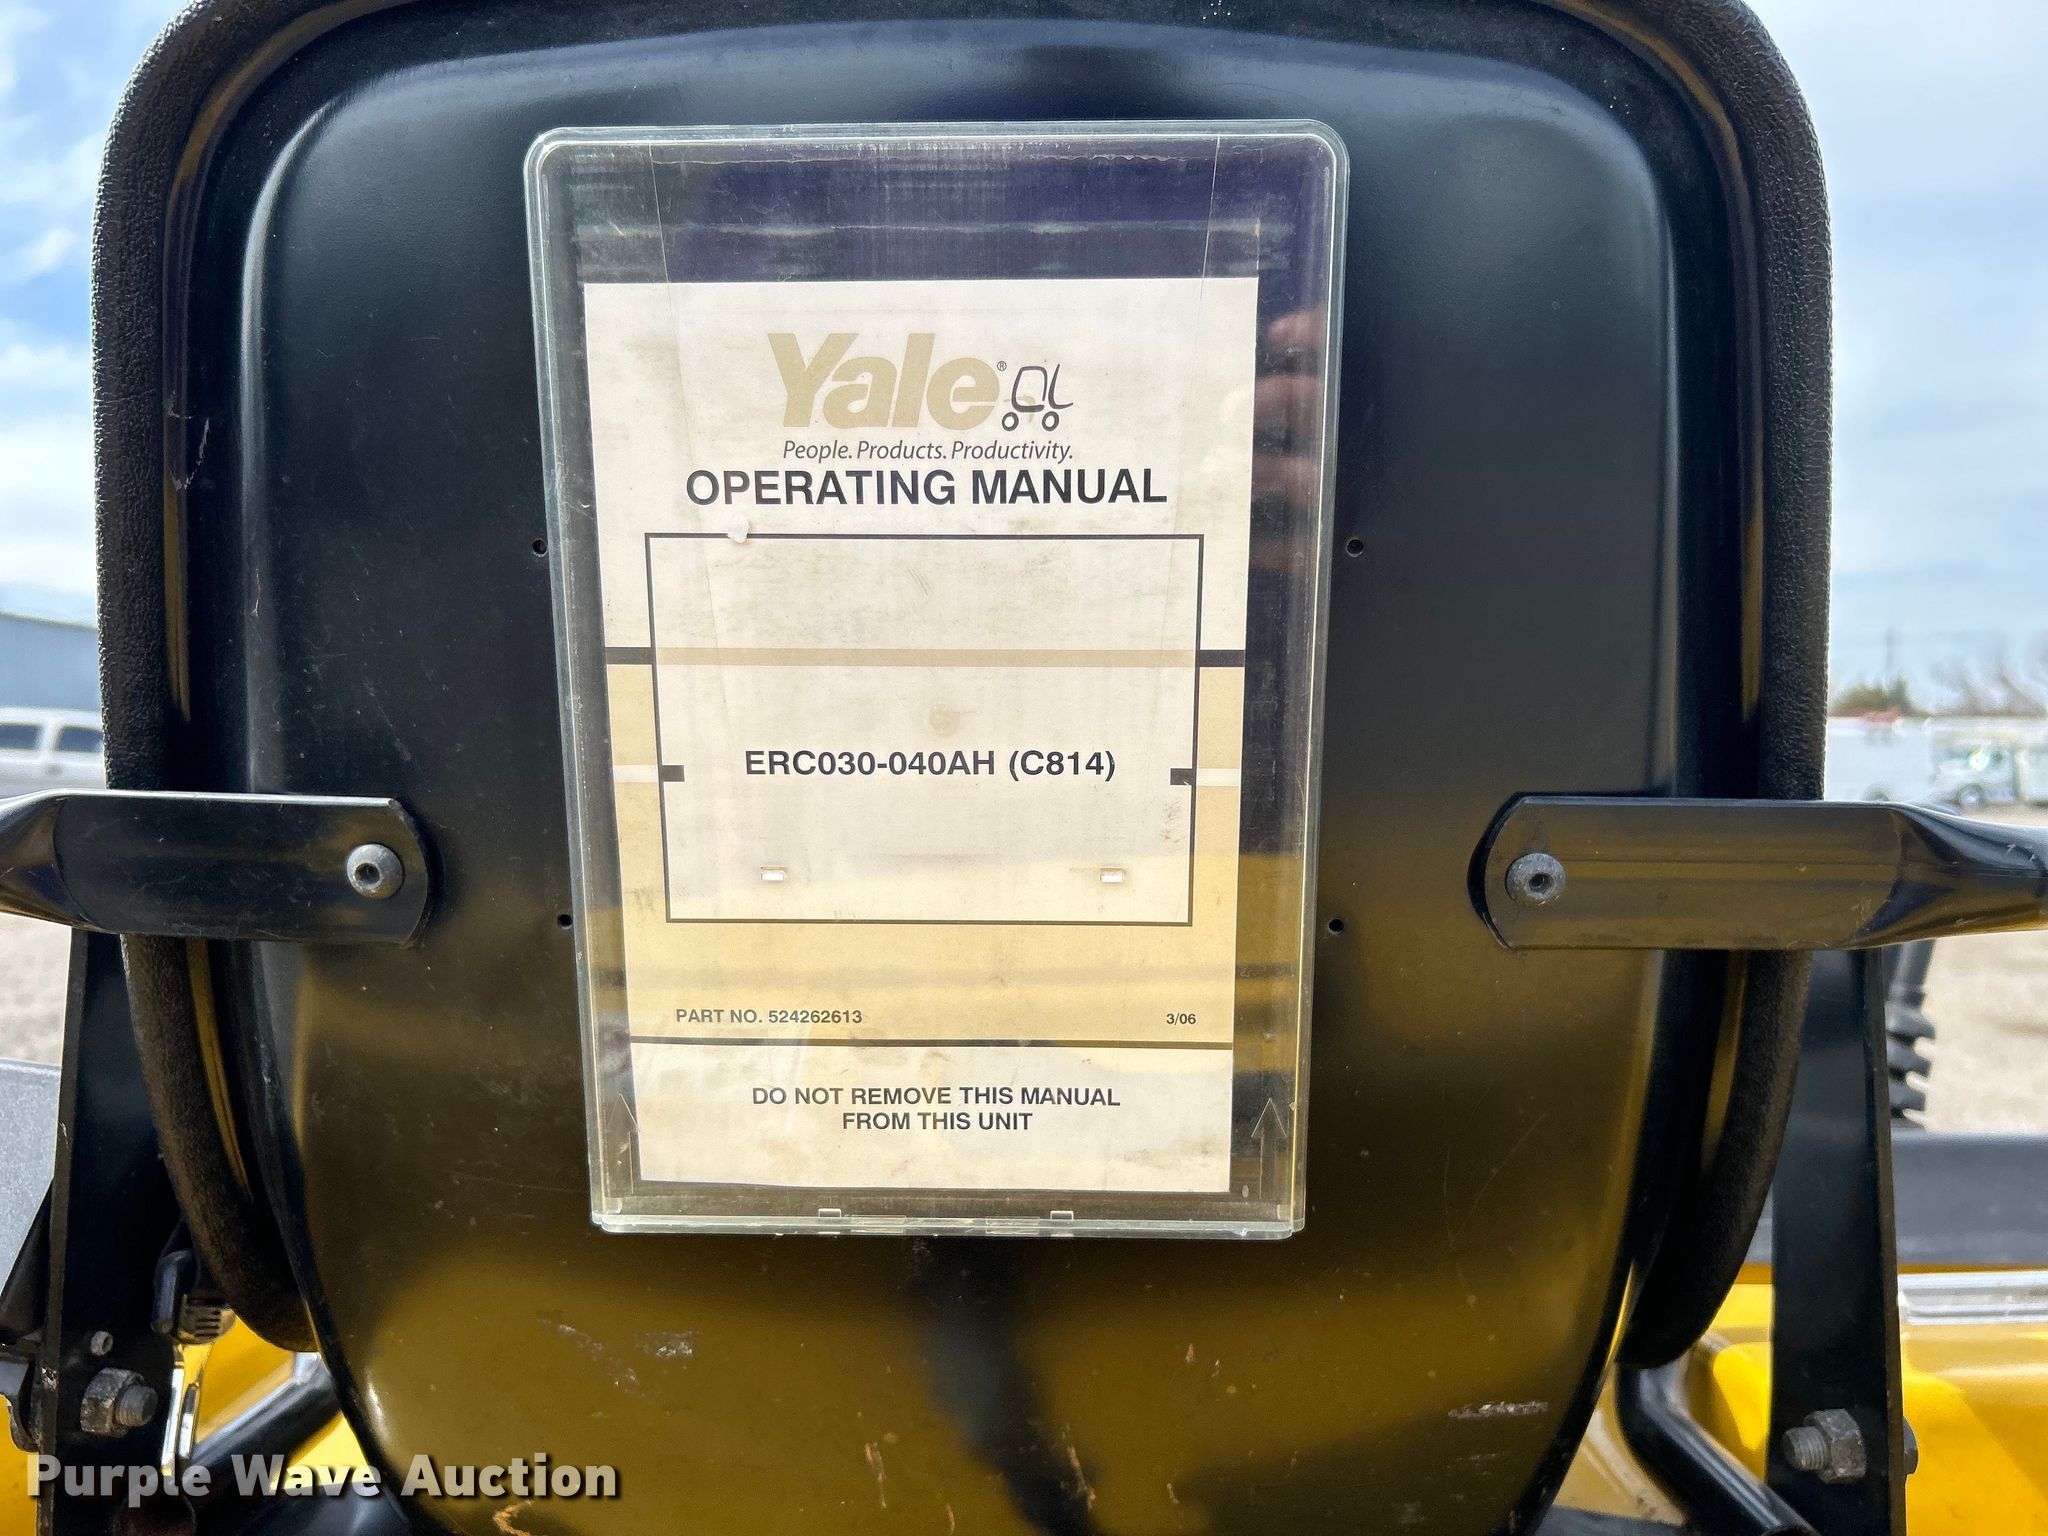 Yale®
People. Products. Productivity.
OPERATING MANUAL
ERC030-040AH (C814)
PART NO. 524262613
3/06
DO NOT REMOVE THIS MANUAL
FROM THIS UNIT
Purple Wave Auction